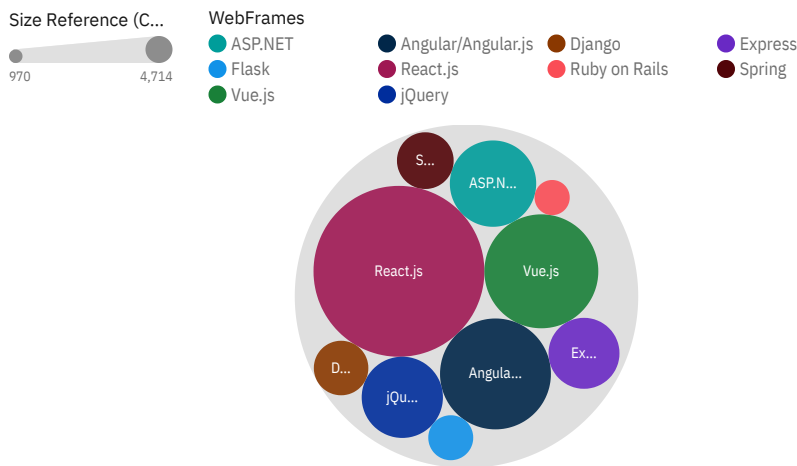 Size Reference (C...
970 4,714
WebFrames
ASP.NET Angular/Angular.js Django Express
Flask React.js Ruby on Rails Spring
Vue.js jQuery
S...
ASP.N...
React.js
Vue.js
Ex...
D...
Angula...
jQu...